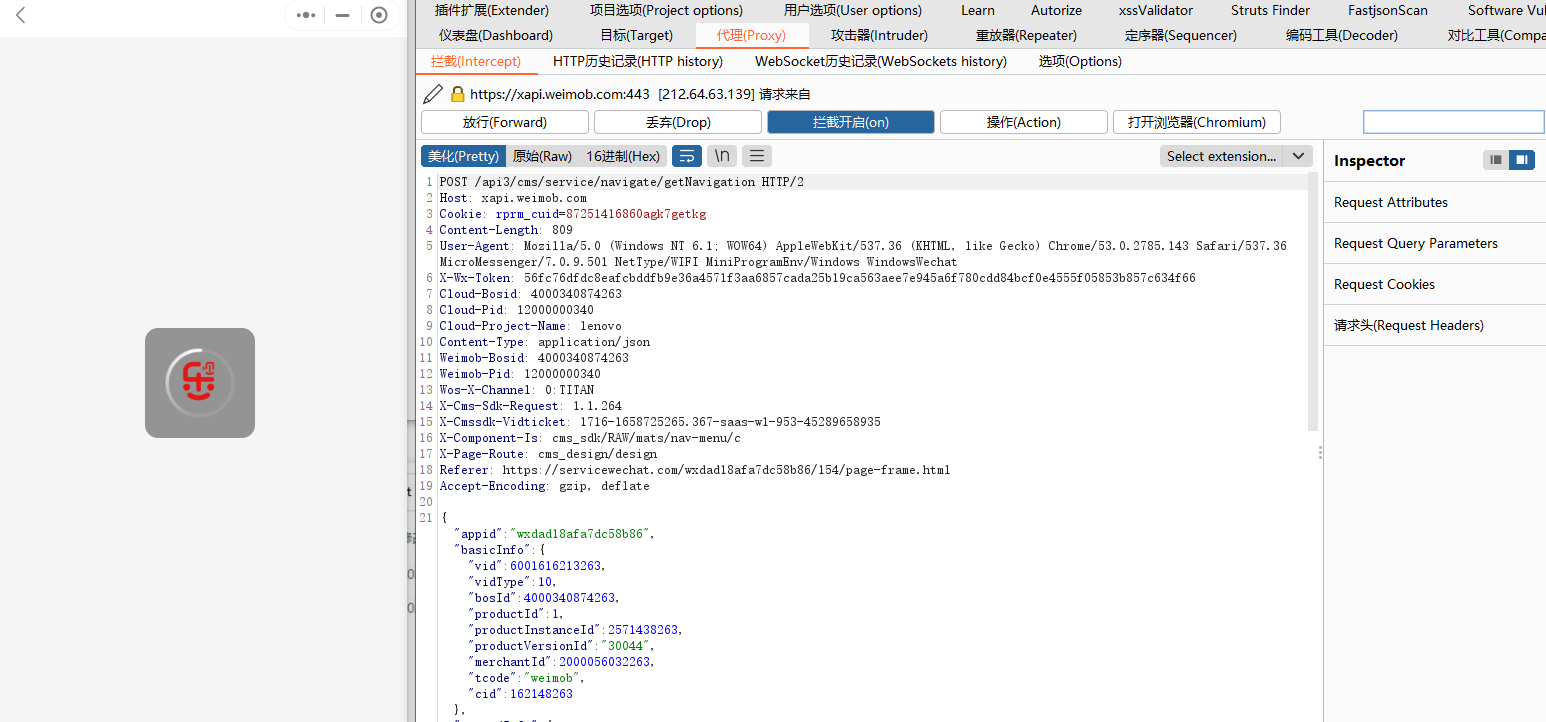 插件扩展(Extender) 项目选项(Project options) 用户选项(User options) Learn Autorize xssValidator Struts Finder FastjsonScan Software Vul
仪表盘(Dashboard) 目标(Target) 代理(Proxy) 攻击器(Intruder) 重放器(Repeater) 定序器(Sequencer) 编码工具(Decoder) 对比工具(Compa
拦截(Intercept) HTTP历史记录(HTTP history) WebSocket历史记录(WebSockets history) 选项(Options)
https://xapi.weimob.com:443 [212.64.63.139] 请求来自
放行(Forward) 丢弃(Drop) 拦截开启(on) 操作(Action) 打开浏览器(Chromium)
美化(Pretty) 原始(Raw) 16进制(Hex) \n Select extension...
Inspector
Request Attributes
Request Query Parameters
Request Cookies
请求头(Request Headers)
1 POST /api3/cms/service/navigate/getNavigation HTTP/2
2 Host: xapi.weimob.com
3 Cookie: rprm_cuid=87251416860agk7getkg
4 Content-Length: 809
5 User-Agent: Mozilla/5.0 (Windows NT 6.1; WOW64) AppleWebKit/537.36 (KHTML, like Gecko) Chrome/53.0.2785.143 Safari/537.36
MicroMessenger/7.0.9.501 NetType/WIFI MiniProgramEnv/Windows WindowsWechat
6 X-Wx-Token: 56fc76dfdc8eafcbddfb9e36a4571f3aa6857cada25b19ca563aee7e945a6f780cdd84bcf0e4555f05853b857c634f66
7 Cloud-Bosid: 4000340874263
8 Cloud-Pid: 12000000340
9 Cloud-Project-Name: lenovo
10 Content-Type: application/json
11 Weimob-Bosid: 4000340874263
12 Weimob-Pid: 12000000340
13 Wos-X-Channel: 0:TITAN
14 X-Cms-Sdk-Request: 1.1.264
15 X-Cmssdk-Vidticket: 1716-1658725265.367-saas-w1-953-45289658935
16 X-Component-Is: cms_sdk/RAW/mats/nav-menu/c
17 X-Page-Route: cms_design/design
18 Referer: https://servicewechat.com/wxdad18afa7dc58b86/154/page-frame.html
19 Accept-Encoding: gzip, deflate
20
21 {
"appid":"wxdad18afa7dc58b86",
"basicInfo":{
"vid":6001616213263,
"vidType":10,
"bosId":4000340874263,
"productId":1,
"productInstanceId":2571438263,
"productVersionId":"30044",
"merchantId":2000056032263,
"tcode":"weimob",
"cid":162148263
},